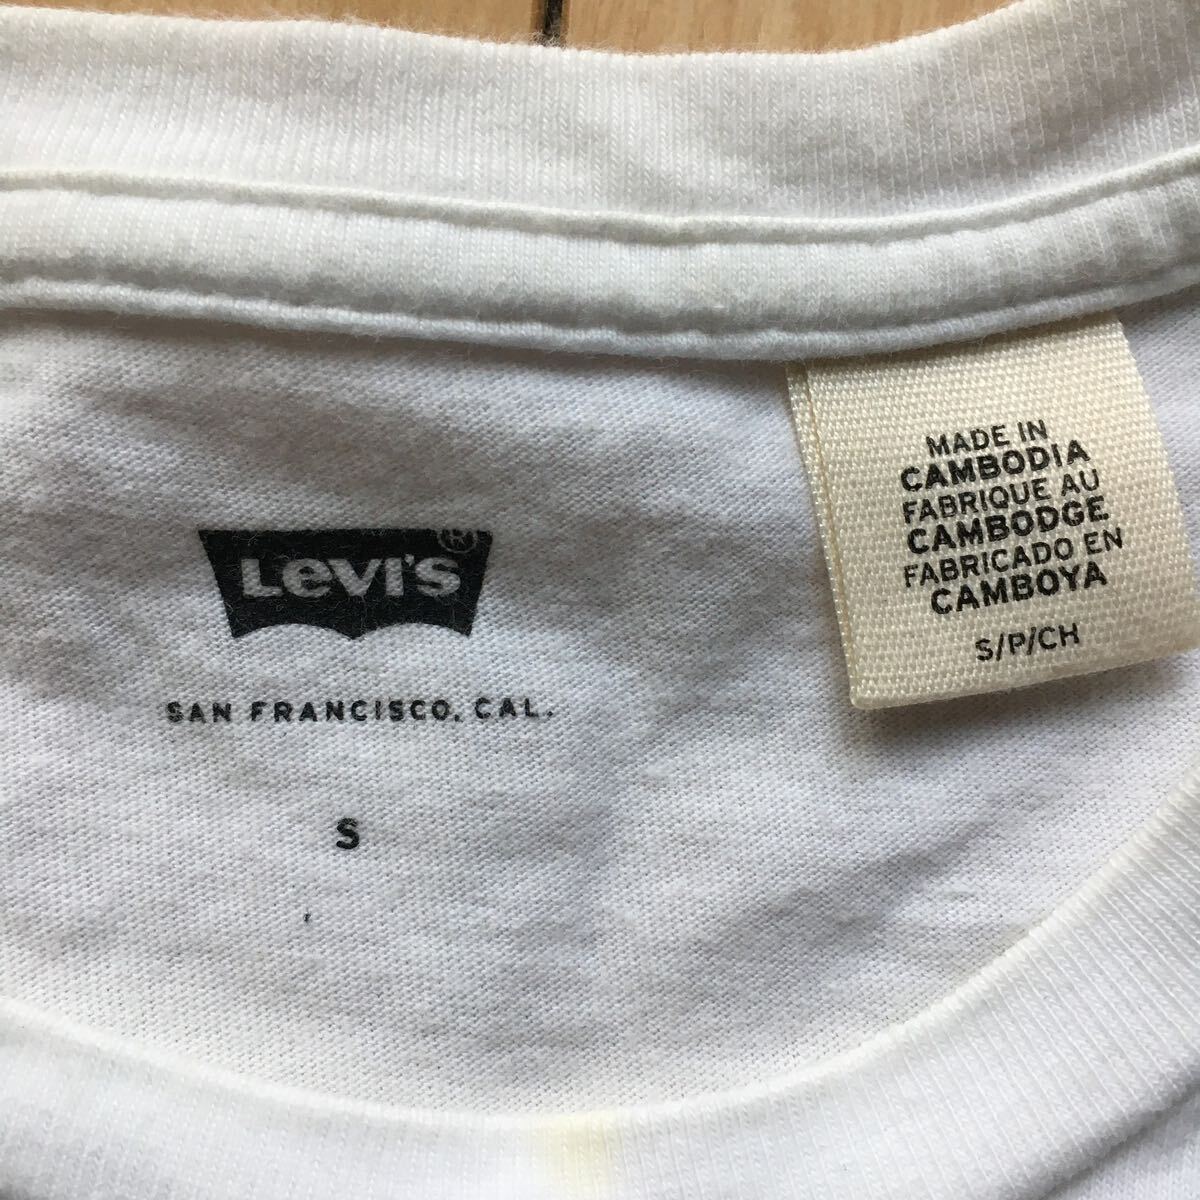 Levi's®
SAN FRANCISCO, CAL.
S
MADE IN
CAMBODIA
FABRIQUE AU
CAMBODGE
FABRICADO EN
CAMBOYA
S/P/CH